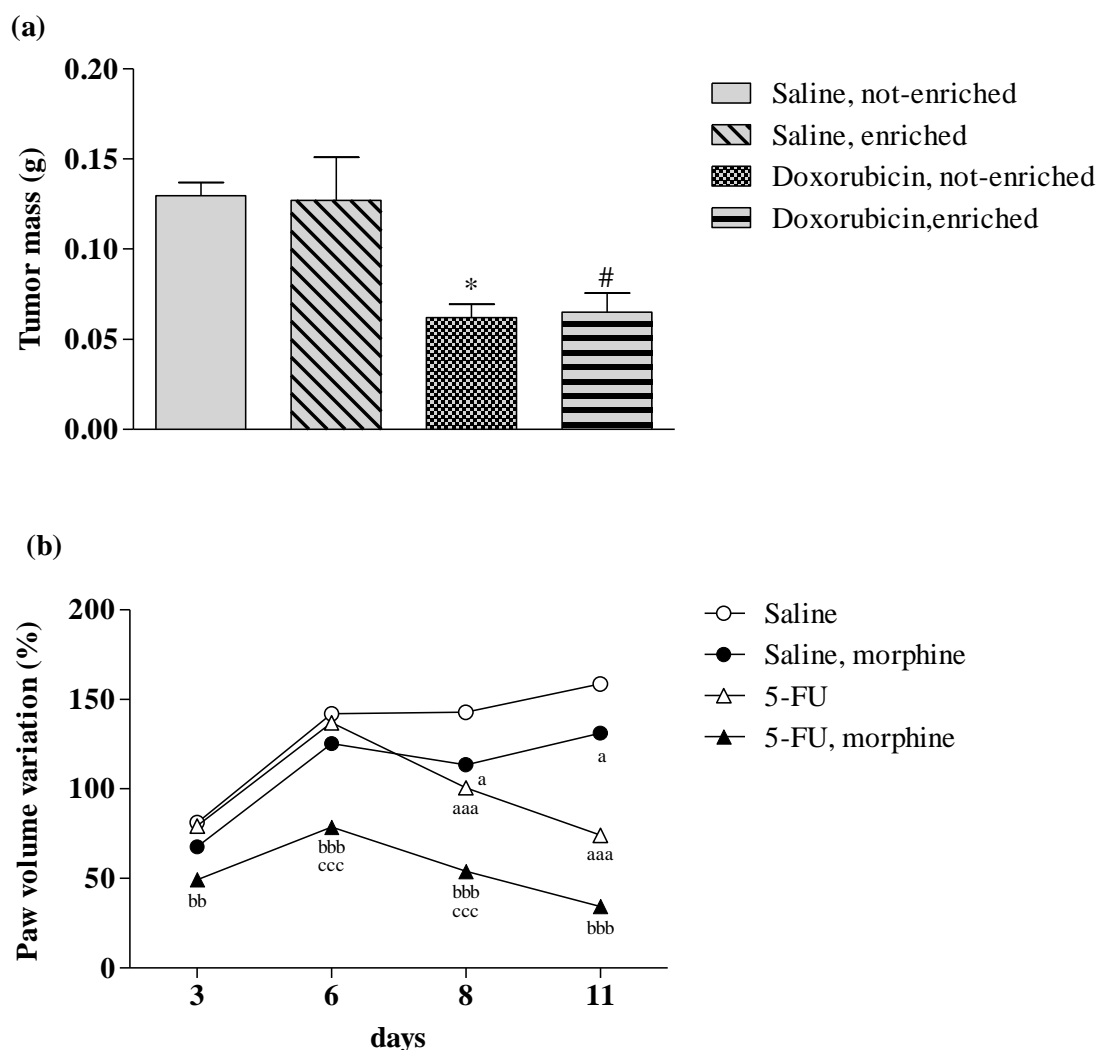 (a)
Tumor mass (g)
0.20
0.15
0.10
0.05
0.00
*
#
Saline, not-enriched
Saline, enriched
Doxorubicin, not-enriched
Doxorubicin,enriched
(b)
Paw volume variation (%)
200
150
100
50
0
bb
bbb
ccc
a
aaa
bbb
ccc
a
aaa
bbb
3 6 8 11
days
Saline
Saline, morphine
5-FU
5-FU, morphine